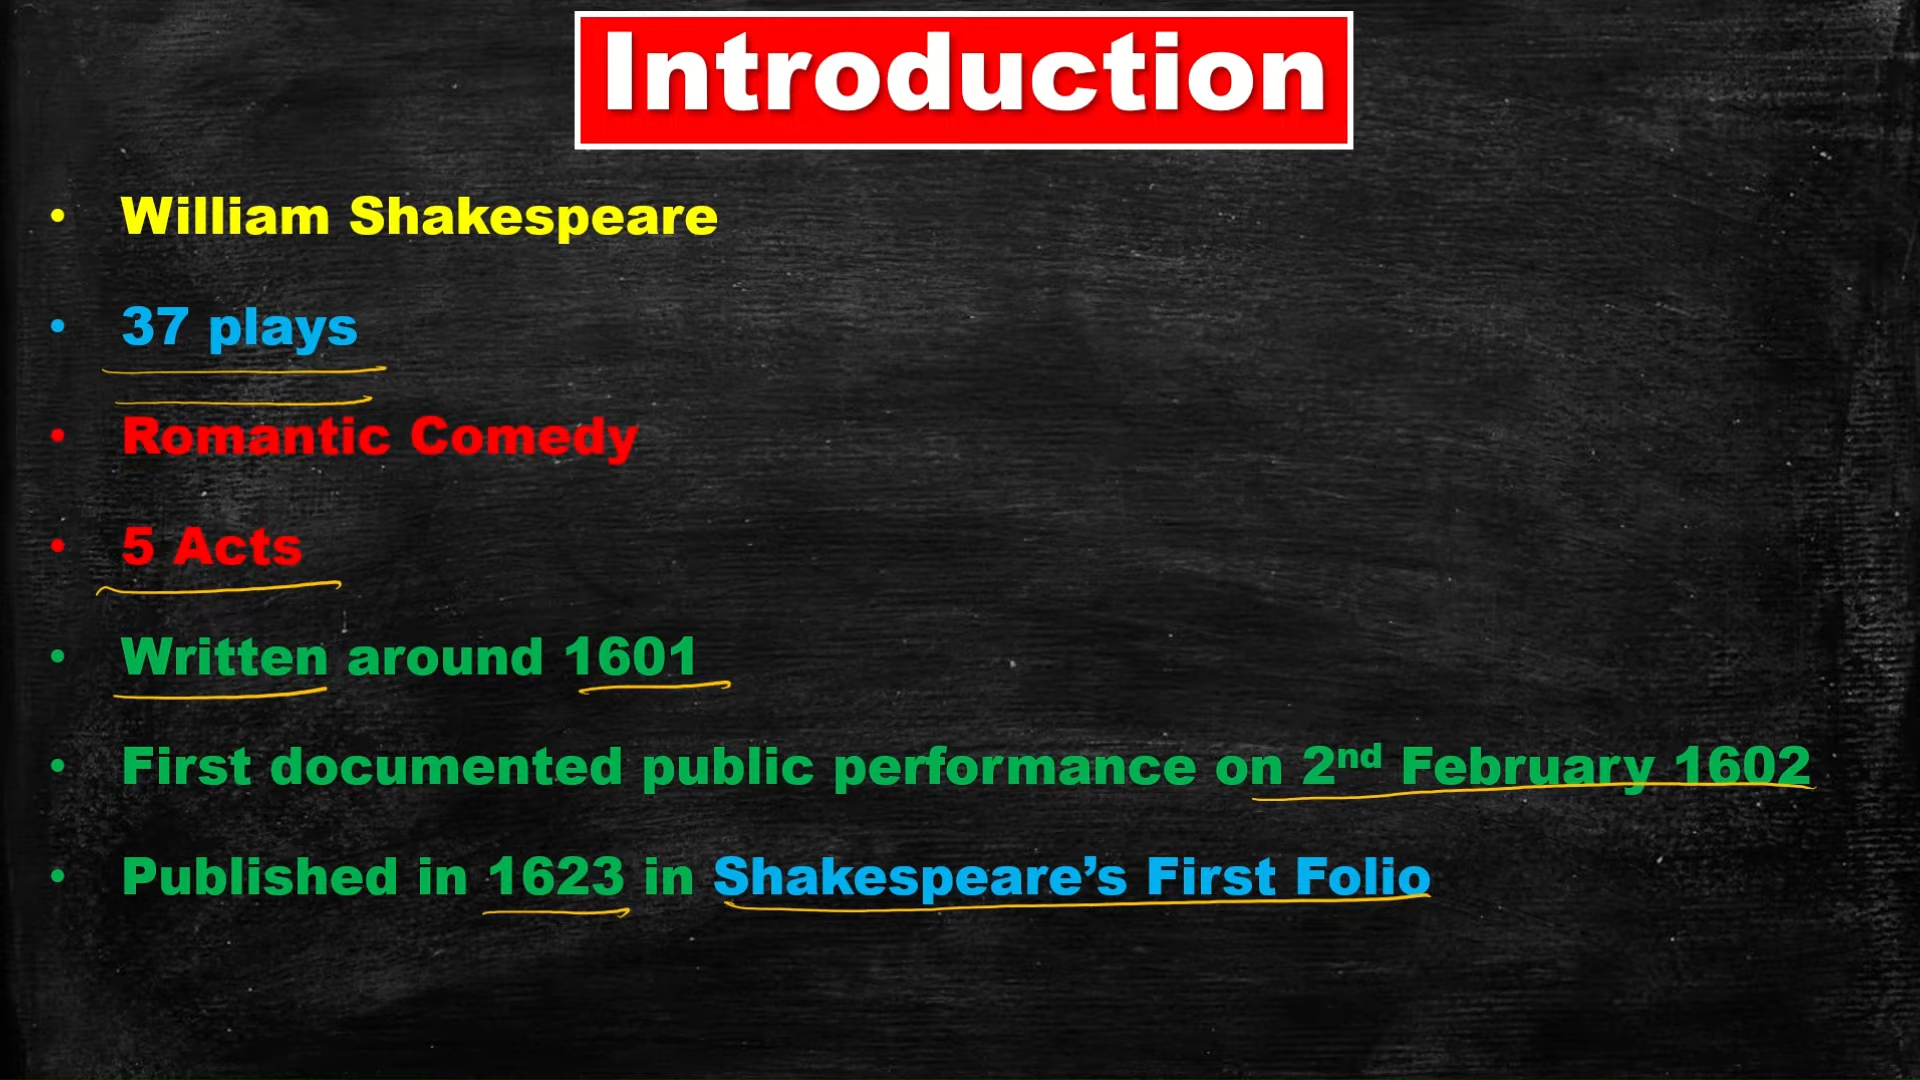 Introduction
• William Shakespeare
• 37 plays
• Romantic Comedy
• 5 Acts
• Written around 1601
• First documented public performance on 2nd February 1602
• Published in 1623 in Shakespeare’s First Folio